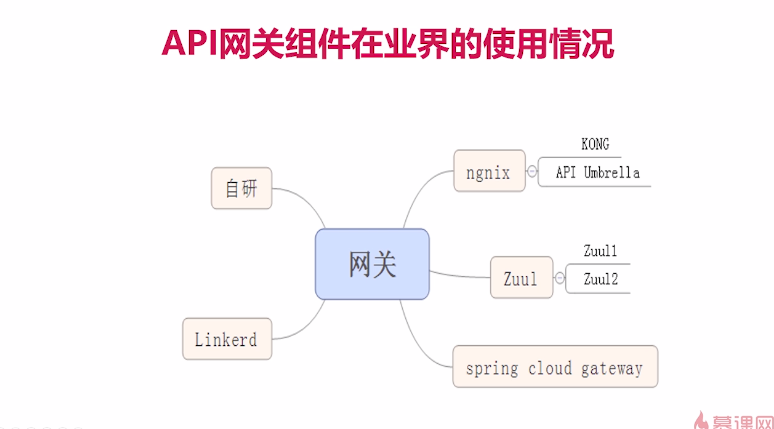 API网关组件在业界的使用情况
自研
网关
Linkerd
ngnix
KONG
API Umbrella
Zuul
Zuul1
Zuul2
spring cloud gateway
慕课网